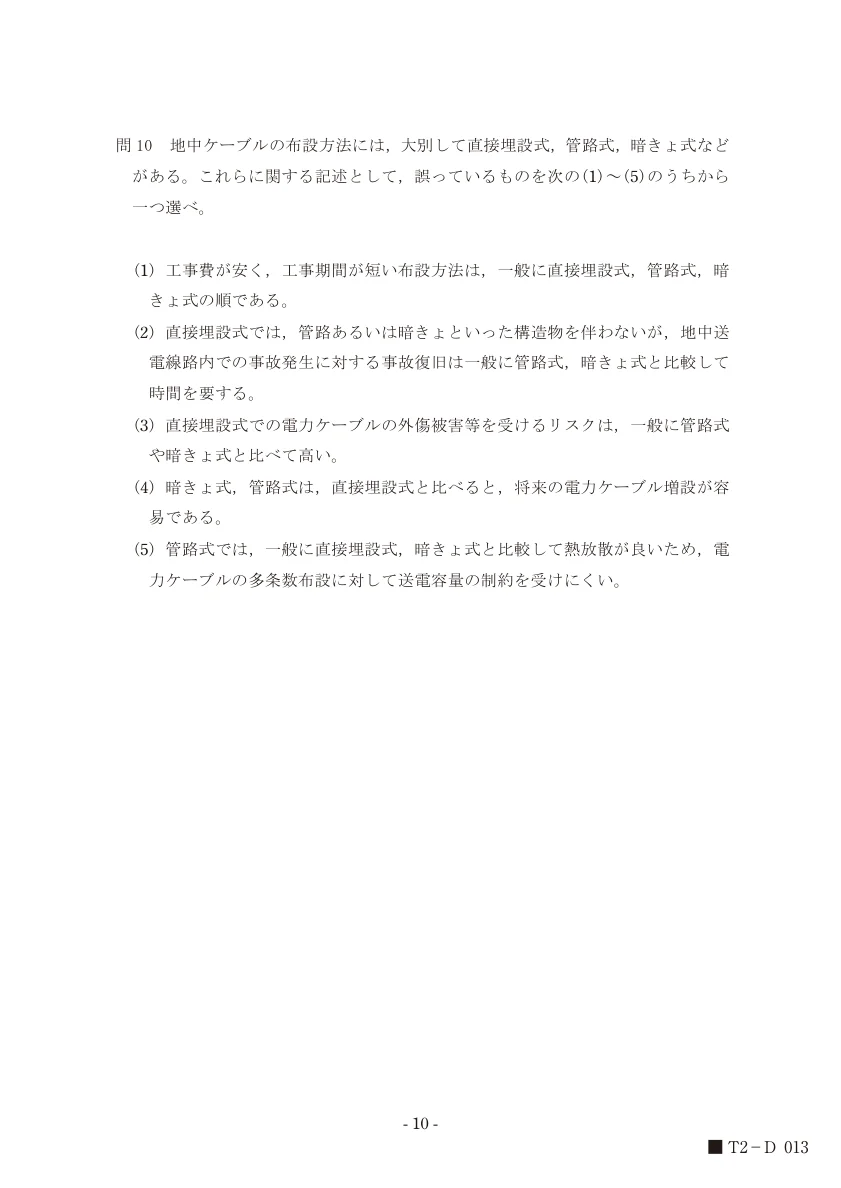 問 10　地中ケーブルの布設方法には，大別して直接埋設式，管路式，暗きょ式など
がある。これらに関する記述として，誤っているものを次の(1)～(5)のうちから
一つ選べ。
(1) 工事費が安く，工事期間が短い布設方法は，一般に直接埋設式，管路式，暗
きょ式の順である。
(2) 直接埋設式では，管路あるいは暗きょといった構造物を伴わないが，地中送
電線路内での事故発生に対する事故復旧は一般に管路式，暗きょ式と比較して
時間を要する。
(3) 直接埋設式での電力ケーブルの外傷被害等を受けるリスクは，一般に管路式
や暗きょ式と比べて高い。
(4) 暗きょ式，管路式は，直接埋設式と比べると，将来の電力ケーブル増設が容
易である。
(5) 管路式では，一般に直接埋設式，暗きょ式と比較して熱放散が良いため，電
力ケーブルの多条数布設に対して送電容量の制約を受けにくい。
- 10 -
■ T2－D 013